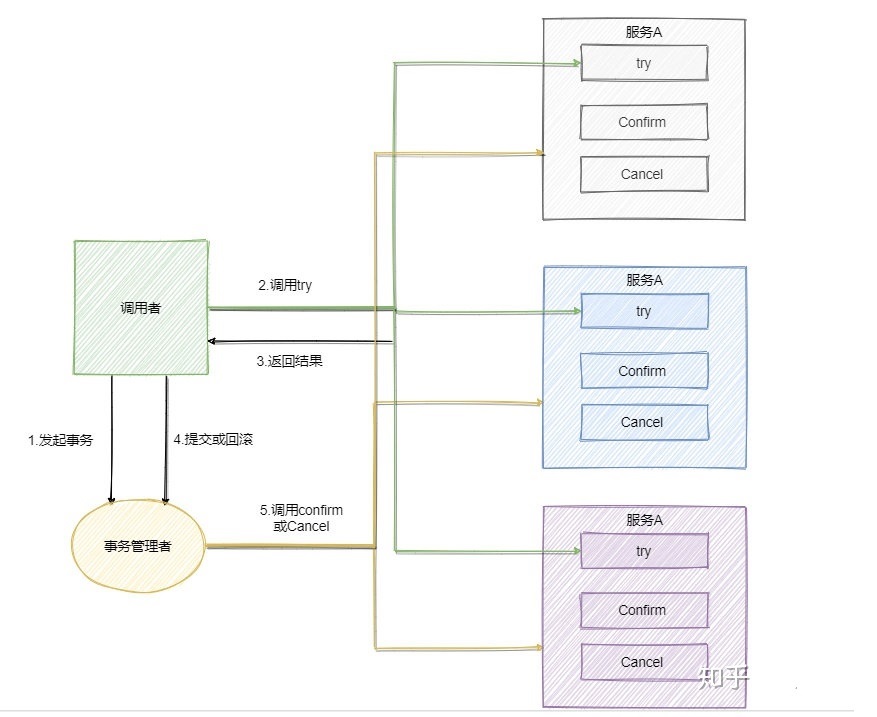 服务A
try
Confirm
Cancel
调用者
2.调用try
3.返回结果
服务A
try
Confirm
Cancel
1.发起事务
4.提交或回滚
事务管理者
5.调用confirm
或Cancel
服务A
try
Confirm
Cancel
知乎